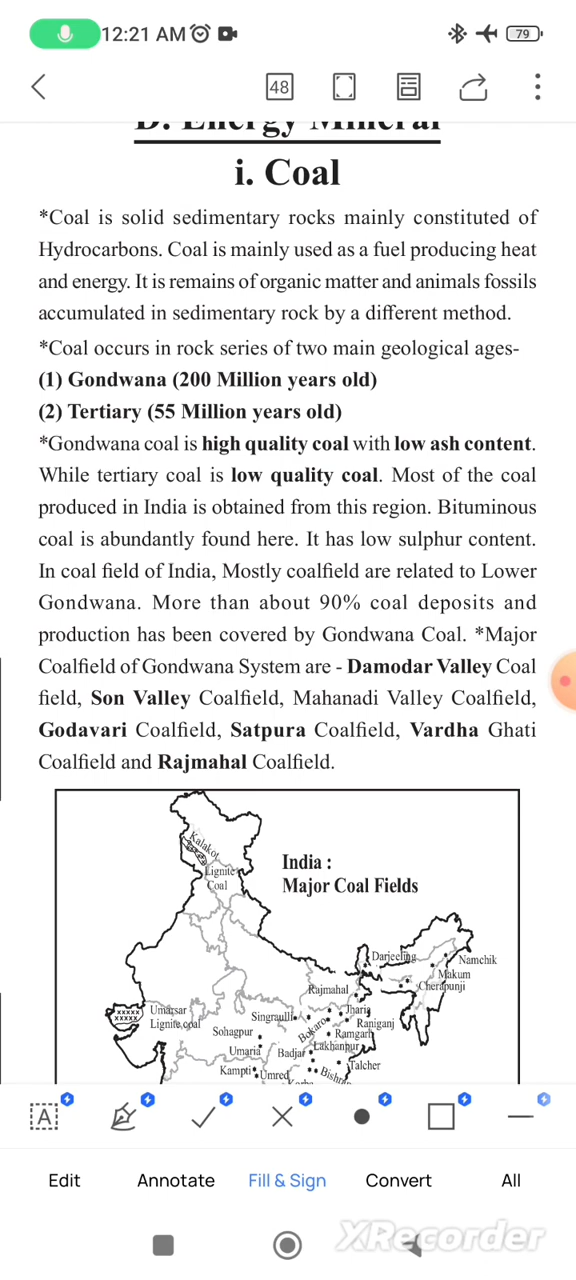 12:21 AM
79
48
D. Energy Mineral
i. Coal
*Coal is solid sedimentary rocks mainly constituted of
Hydrocarbons. Coal is mainly used as a fuel producing heat
and energy. It is remains of organic matter and animals fossils
accumulated in sedimentary rock by a different method.
*Coal occurs in rock series of two main geological ages-
(1) Gondwana (200 Million years old)
(2) Tertiary (55 Million years old)
*Gondwana coal is high quality coal with low ash content.
While tertiary coal is low quality coal. Most of the coal
produced in India is obtained from this region. Bituminous
coal is abundantly found here. It has low sulphur content.
In coal field of India, Mostly coalfield are related to Lower
Gondwana. More than about 90% coal deposits and
production has been covered by Gondwana Coal. *Major
Coalfield of Gondwana System are - Damodar Valley Coal
field, Son Valley Coalfield, Mahanadi Valley Coalfield,
Godavari Coalfield, Satpura Coalfield, Vardha Ghati
Coalfield and Rajmahal Coalfield.
Kalakot
Lignite
Coal
India :
Major Coal Fields
Darjeeling
Namchik
Makum
Cherapunji
Rajmahal
Umarsar
Lignite coal
Singraulli
Jharia
Bokaro
Raniganj
Sohagpur
Ramgarh
Lakhanpur
Umaria
Badjar
Talcher
Kampti
Umred
A
Edit
Annotate
Fill & Sign
Convert
All
XRecorder